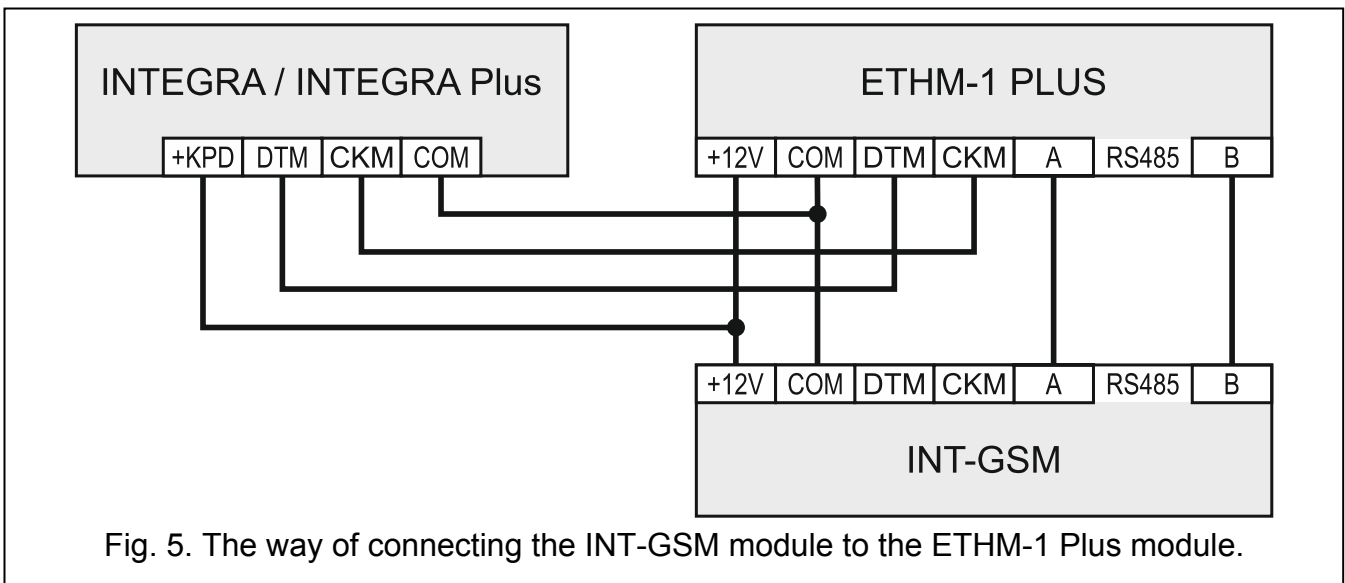 INTEGRA / INTEGRA Plus
+KPD DTM CKM COM
ETHM-1 PLUS
+12V COM DTM CKM A RS485 B
+12V COM DTM CKM A RS485 B
INT-GSM
Fig. 5. The way of connecting the INT-GSM module to the ETHM-1 Plus module.